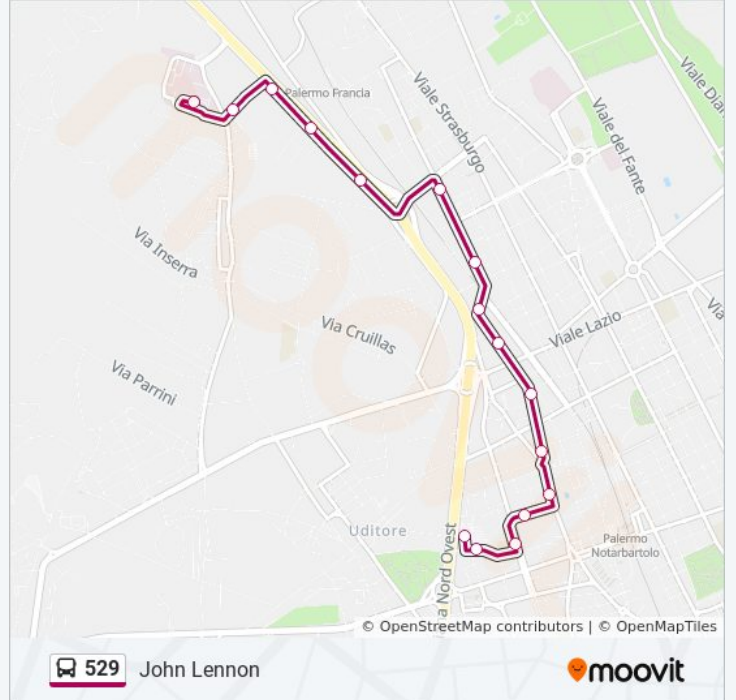 Palermo Francia
Viale Strasburgo
Viale del Fante
Viale Dian
Via Inserra
Via Cruillas
Viale Lazio
Via
Via Parrini
Uditore
a Nord Ovest
Palermo
Notarbartolo
© OpenStreetMap contributors | © OpenMapTiles
529 John Lennon
moovit